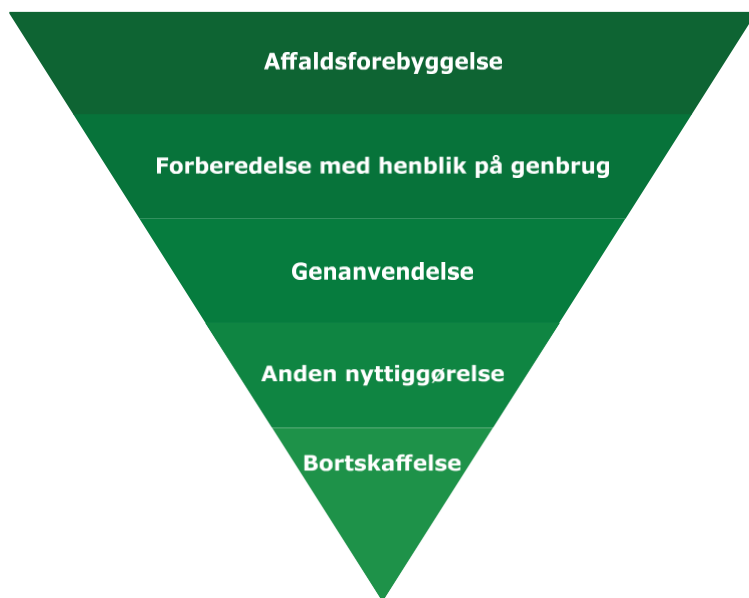 Affaldsforebyggelse
Forberedelse med henblik på genbrug
Genanvendelse
Anden nyttiggørelse
Bortskaffelse